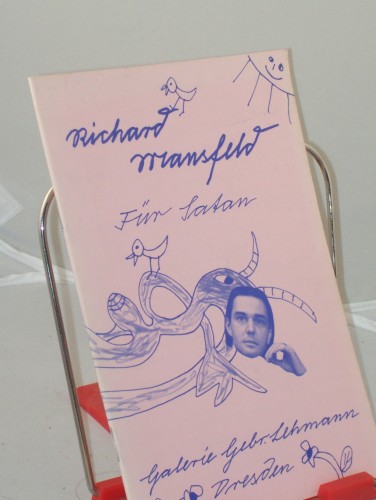 Richard
Mansfeld
Für Satan
Galerie Gebr. Lehmann
Dresden